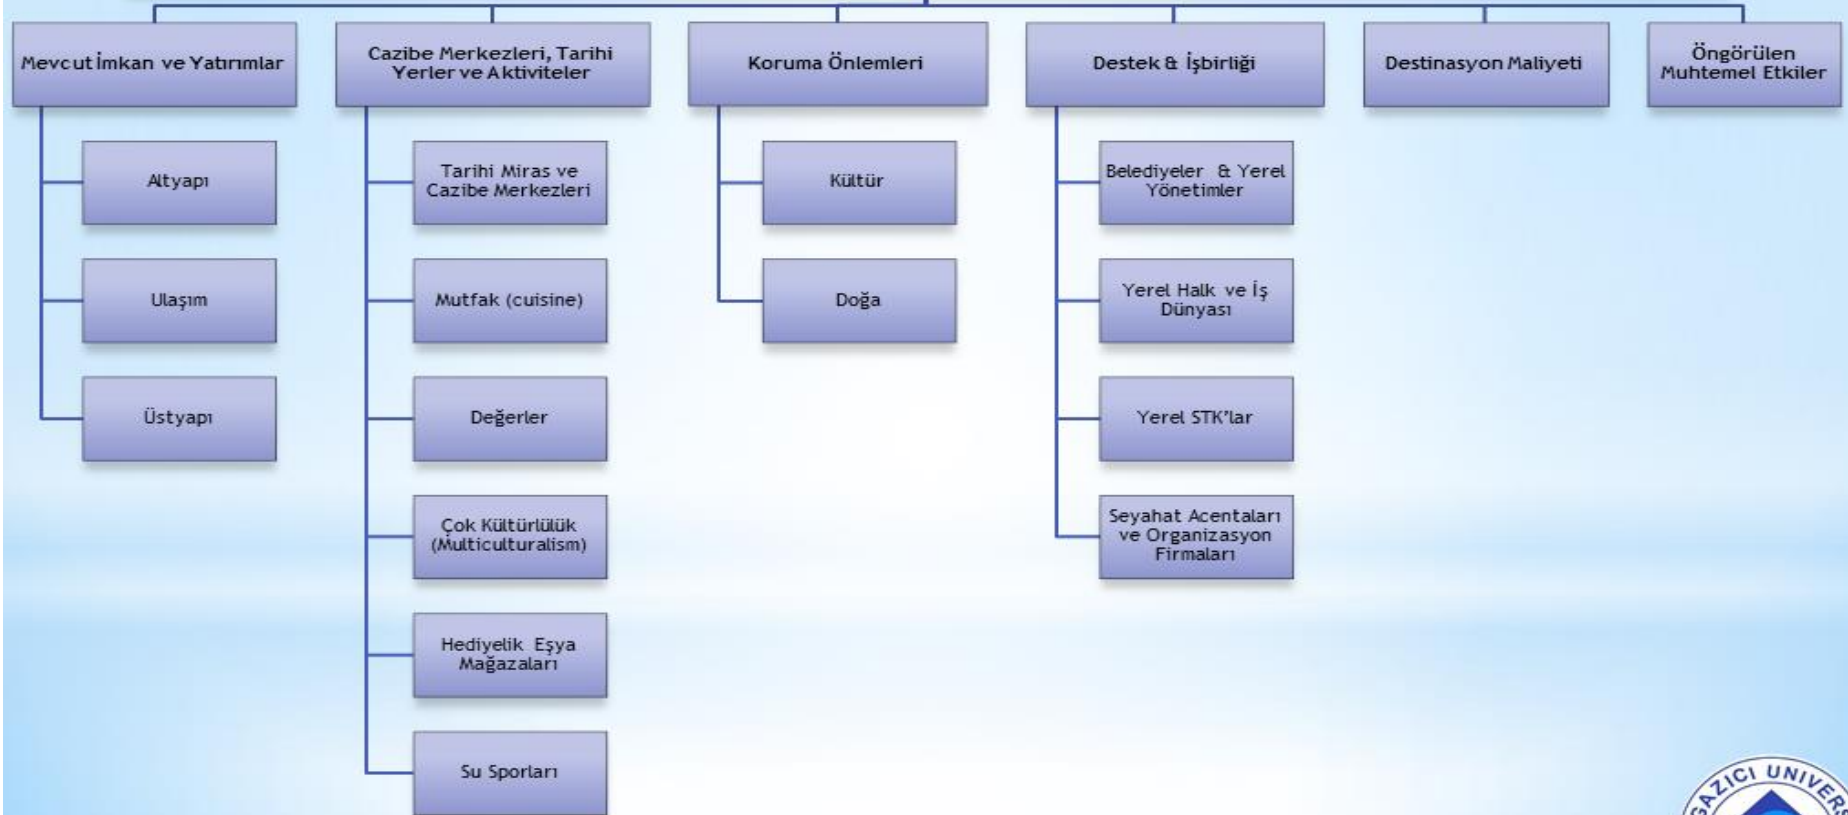 Mevcut İmkan ve Yatırımlar
Altyapı
Ulaşım
Üstyapı
Cazibe Merkezleri, Tarihi
Yerler ve Aktiviteler
Tarihi Miras ve
Cazibe Merkezleri
Mutfak (cuisine)
Değerler
Çok Kültürlülük
(Multiculturalism)
Hediyelik Eşya
Mağazaları
Su Sporları
Koruma Önlemleri
Kültür
Doğa
Destek & İşbirliği
Belediyeler & Yerel
Yönetimler
Yerel Halk ve İş
Dünyası
Yerel STK'lar
Seyahat Acentaları
ve Organizasyon
Firmaları
Destinasyon Maliyeti
Öngörülen
Muhtemel Etkiler